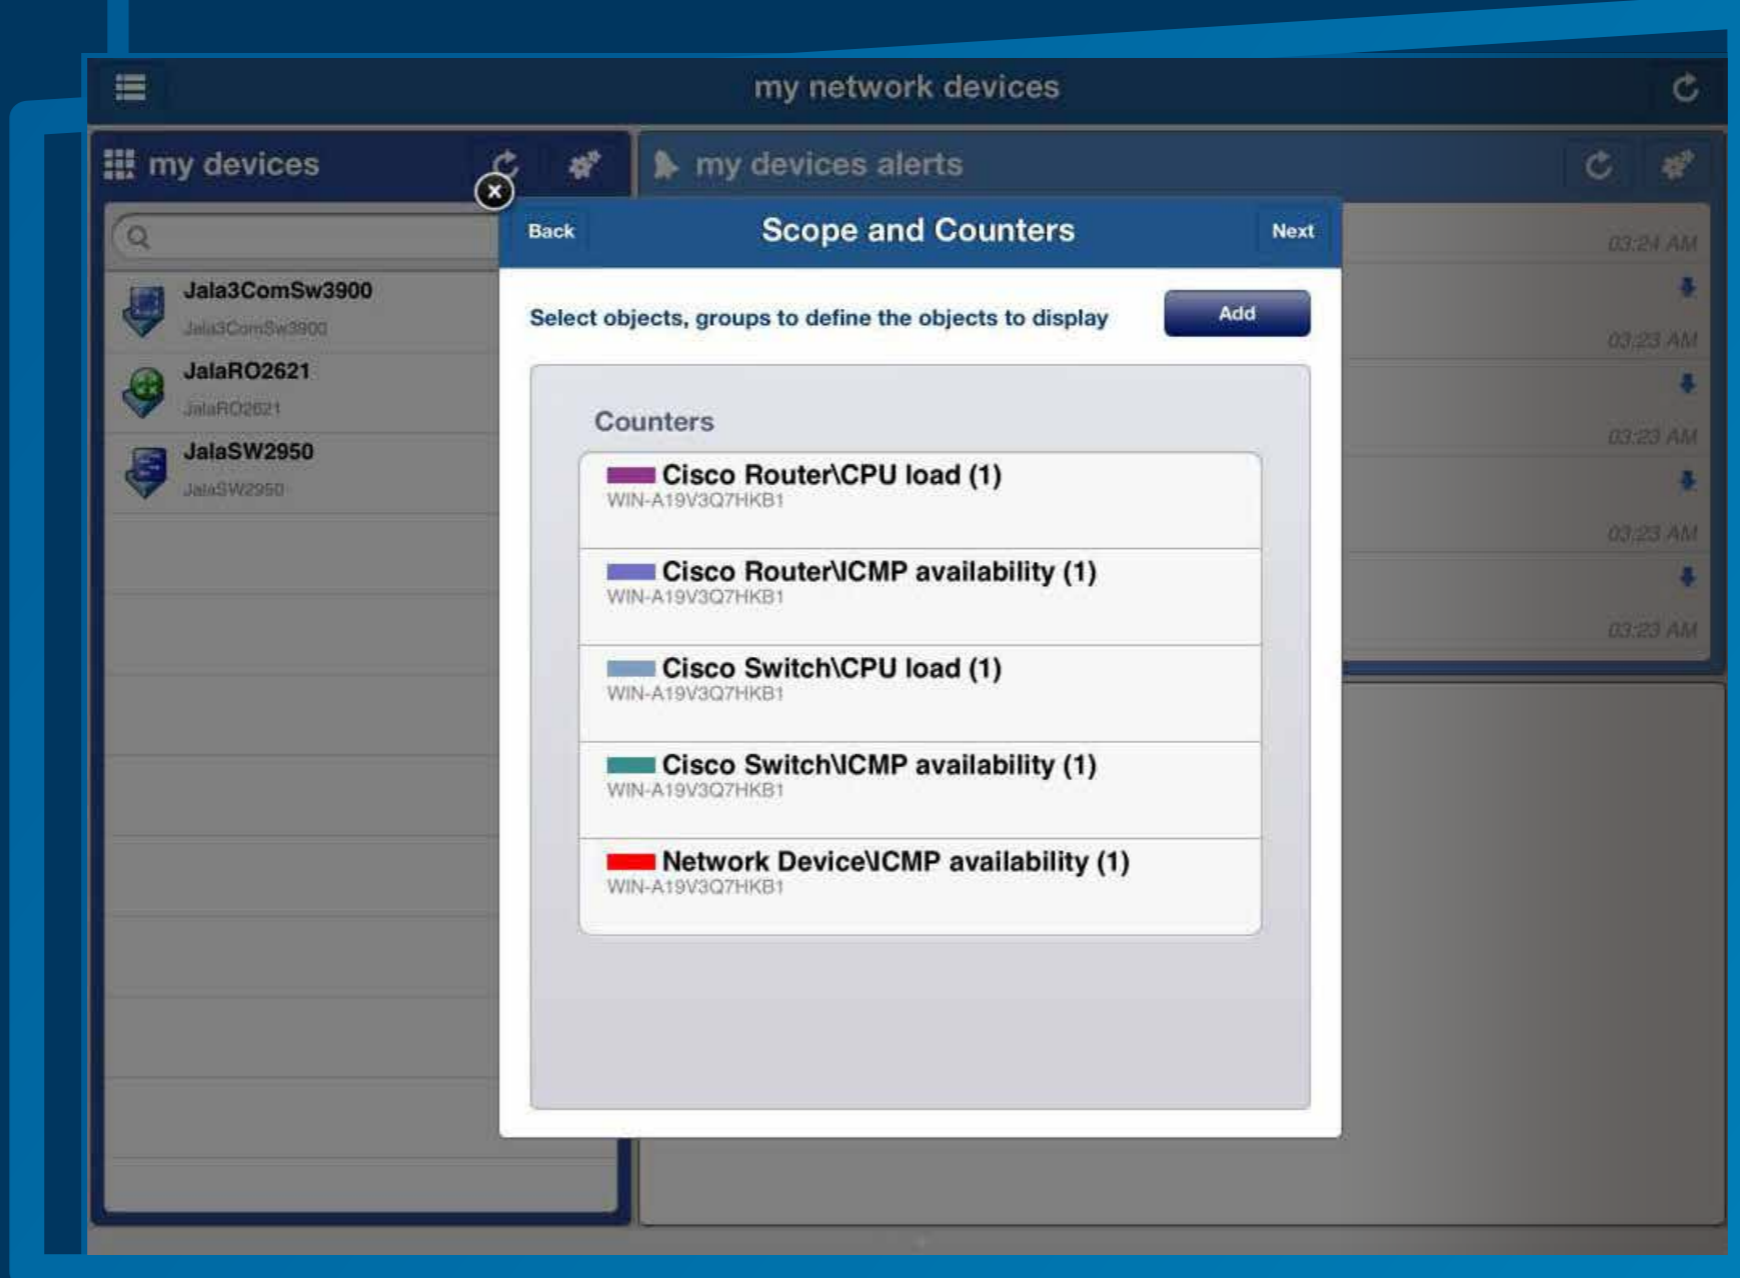 my network devices
my devices
my devices alerts
Jala3ComSw3900
Jala3ComSw3900
JalaRO2621
JalaRO2621
JalaSW2950
JalaSW2950
Back
Scope and Counters
Next
Select objects, groups to define the objects to display
Add
Counters
Cisco Router\CPU load (1)
WIN-A19V3Q7HKB1
Cisco Router\ICMP availability (1)
WIN-A19V3Q7HKB1
Cisco Switch\CPU load (1)
WIN-A19V3Q7HKB1
Cisco Switch\ICMP availability (1)
WIN-A19V3Q7HKB1
Network Device\ICMP availability (1)
WIN-A19V3Q7HKB1
03:24 AM
03:23 AM
03:23 AM
03:23 AM
03:23 AM